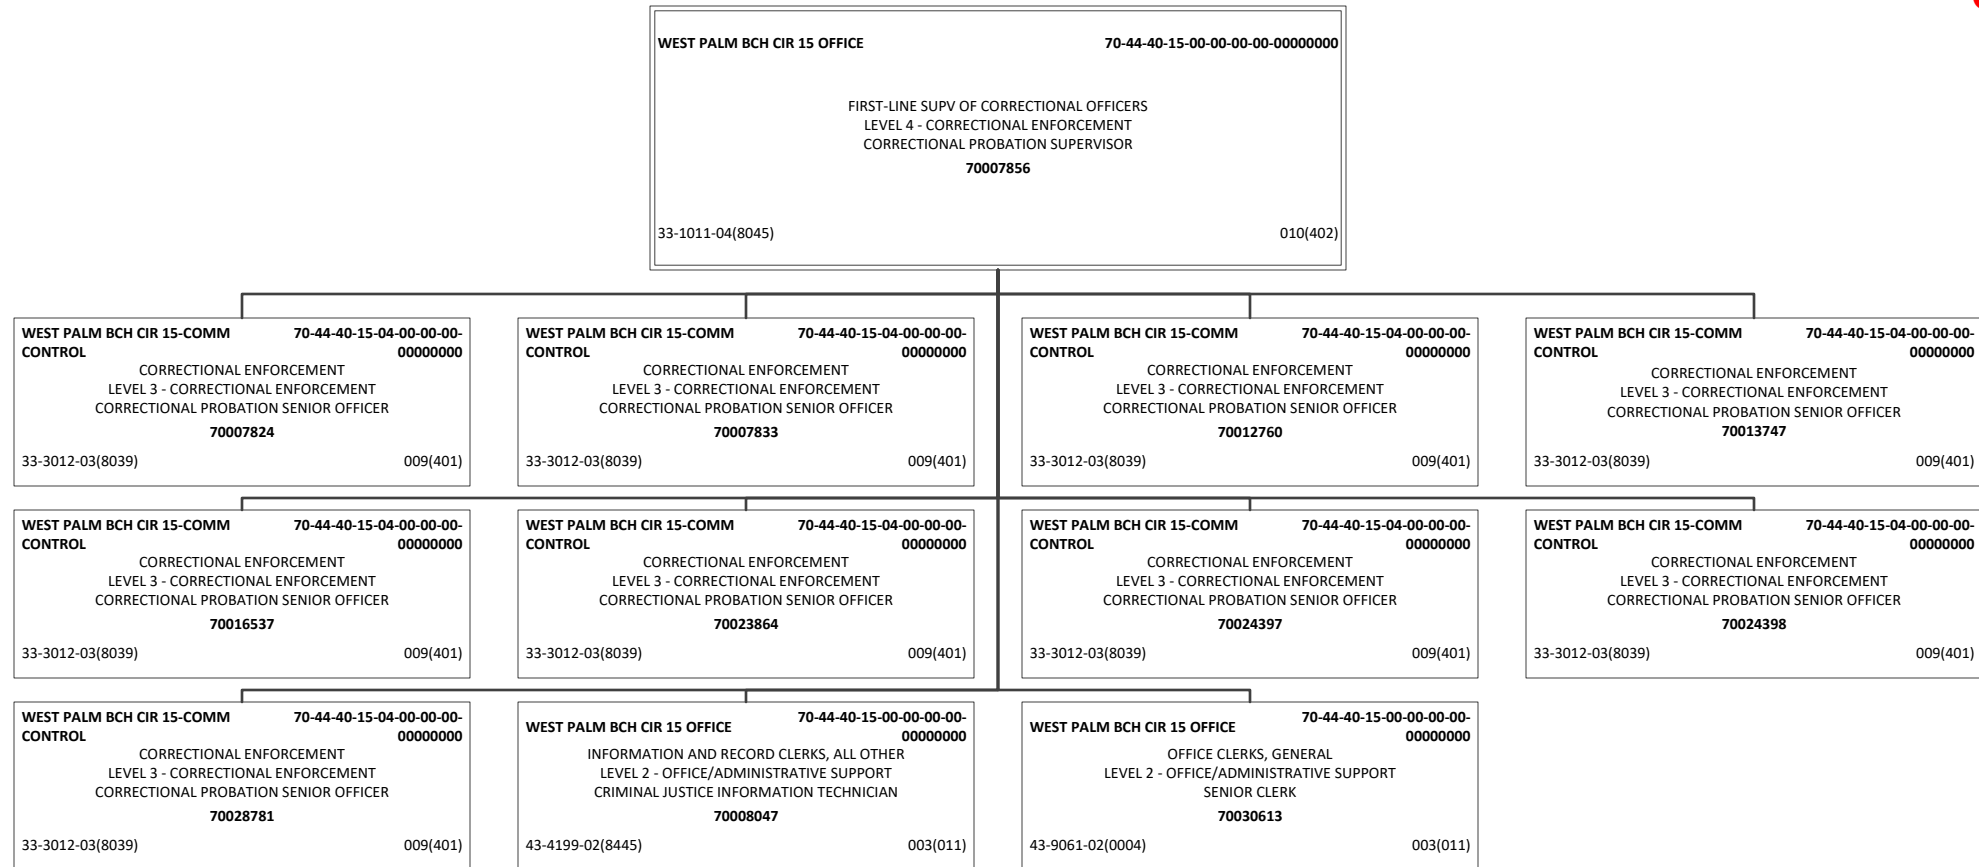 WEST PALM BCH CIR 15 OFFICE 70-44-40-15-00-00-00-00-00000000
FIRST-LINE SUPV OF CORRECTIONAL OFFICERS
LEVEL 4 - CORRECTIONAL ENFORCEMENT
CORRECTIONAL PROBATION SUPERVISOR
70007856
33-1011-04(8045) 010(402)
WEST PALM BCH CIR 15-COMM 70-44-40-15-04-00-00-00-
CONTROL 00000000
CORRECTIONAL ENFORCEMENT
LEVEL 3 - CORRECTIONAL ENFORCEMENT
CORRECTIONAL PROBATION SENIOR OFFICER
70007824
33-3012-03(8039) 009(401)
WEST PALM BCH CIR 15-COMM 70-44-40-15-04-00-00-00-
CONTROL 00000000
CORRECTIONAL ENFORCEMENT
LEVEL 3 - CORRECTIONAL ENFORCEMENT
CORRECTIONAL PROBATION SENIOR OFFICER
70007833
33-3012-03(8039) 009(401)
WEST PALM BCH CIR 15-COMM 70-44-40-15-04-00-00-00-
CONTROL 00000000
CORRECTIONAL ENFORCEMENT
LEVEL 3 - CORRECTIONAL ENFORCEMENT
CORRECTIONAL PROBATION SENIOR OFFICER
70012760
33-3012-03(8039) 009(401)
WEST PALM BCH CIR 15-COMM 70-44-40-15-04-00-00-00-
CONTROL 00000000
CORRECTIONAL ENFORCEMENT
LEVEL 3 - CORRECTIONAL ENFORCEMENT
CORRECTIONAL PROBATION SENIOR OFFICER
70013747
33-3012-03(8039) 009(401)
WEST PALM BCH CIR 15-COMM 70-44-40-15-04-00-00-00-
CONTROL 00000000
CORRECTIONAL ENFORCEMENT
LEVEL 3 - CORRECTIONAL ENFORCEMENT
CORRECTIONAL PROBATION SENIOR OFFICER
70016537
33-3012-03(8039) 009(401)
WEST PALM BCH CIR 15-COMM 70-44-40-15-04-00-00-00-
CONTROL 00000000
CORRECTIONAL ENFORCEMENT
LEVEL 3 - CORRECTIONAL ENFORCEMENT
CORRECTIONAL PROBATION SENIOR OFFICER
70023864
33-3012-03(8039) 009(401)
WEST PALM BCH CIR 15-COMM 70-44-40-15-04-00-00-00-
CONTROL 00000000
CORRECTIONAL ENFORCEMENT
LEVEL 3 - CORRECTIONAL ENFORCEMENT
CORRECTIONAL PROBATION SENIOR OFFICER
70024397
33-3012-03(8039) 009(401)
WEST PALM BCH CIR 15-COMM 70-44-40-15-04-00-00-00-
CONTROL 00000000
CORRECTIONAL ENFORCEMENT
LEVEL 3 - CORRECTIONAL ENFORCEMENT
CORRECTIONAL PROBATION SENIOR OFFICER
70024398
33-3012-03(8039) 009(401)
WEST PALM BCH CIR 15-COMM 70-44-40-15-04-00-00-00-
CONTROL 00000000
CORRECTIONAL ENFORCEMENT
LEVEL 3 - CORRECTIONAL ENFORCEMENT
CORRECTIONAL PROBATION SENIOR OFFICER
70028781
33-3012-03(8039) 009(401)
WEST PALM BCH CIR 15 OFFICE 70-44-40-15-00-00-00-00-
00000000
INFORMATION AND RECORD CLERKS, ALL OTHER
LEVEL 2 - OFFICE/ADMINISTRATIVE SUPPORT
CRIMINAL JUSTICE INFORMATION TECHNICIAN
70008047
43-4199-02(8445) 003(011)
WEST PALM BCH CIR 15 OFFICE 70-44-40-15-00-00-00-00-
00000000
OFFICE CLERKS, GENERAL
LEVEL 2 - OFFICE/ADMINISTRATIVE SUPPORT
SENIOR CLERK
70030613
43-9061-02(0004) 003(011)